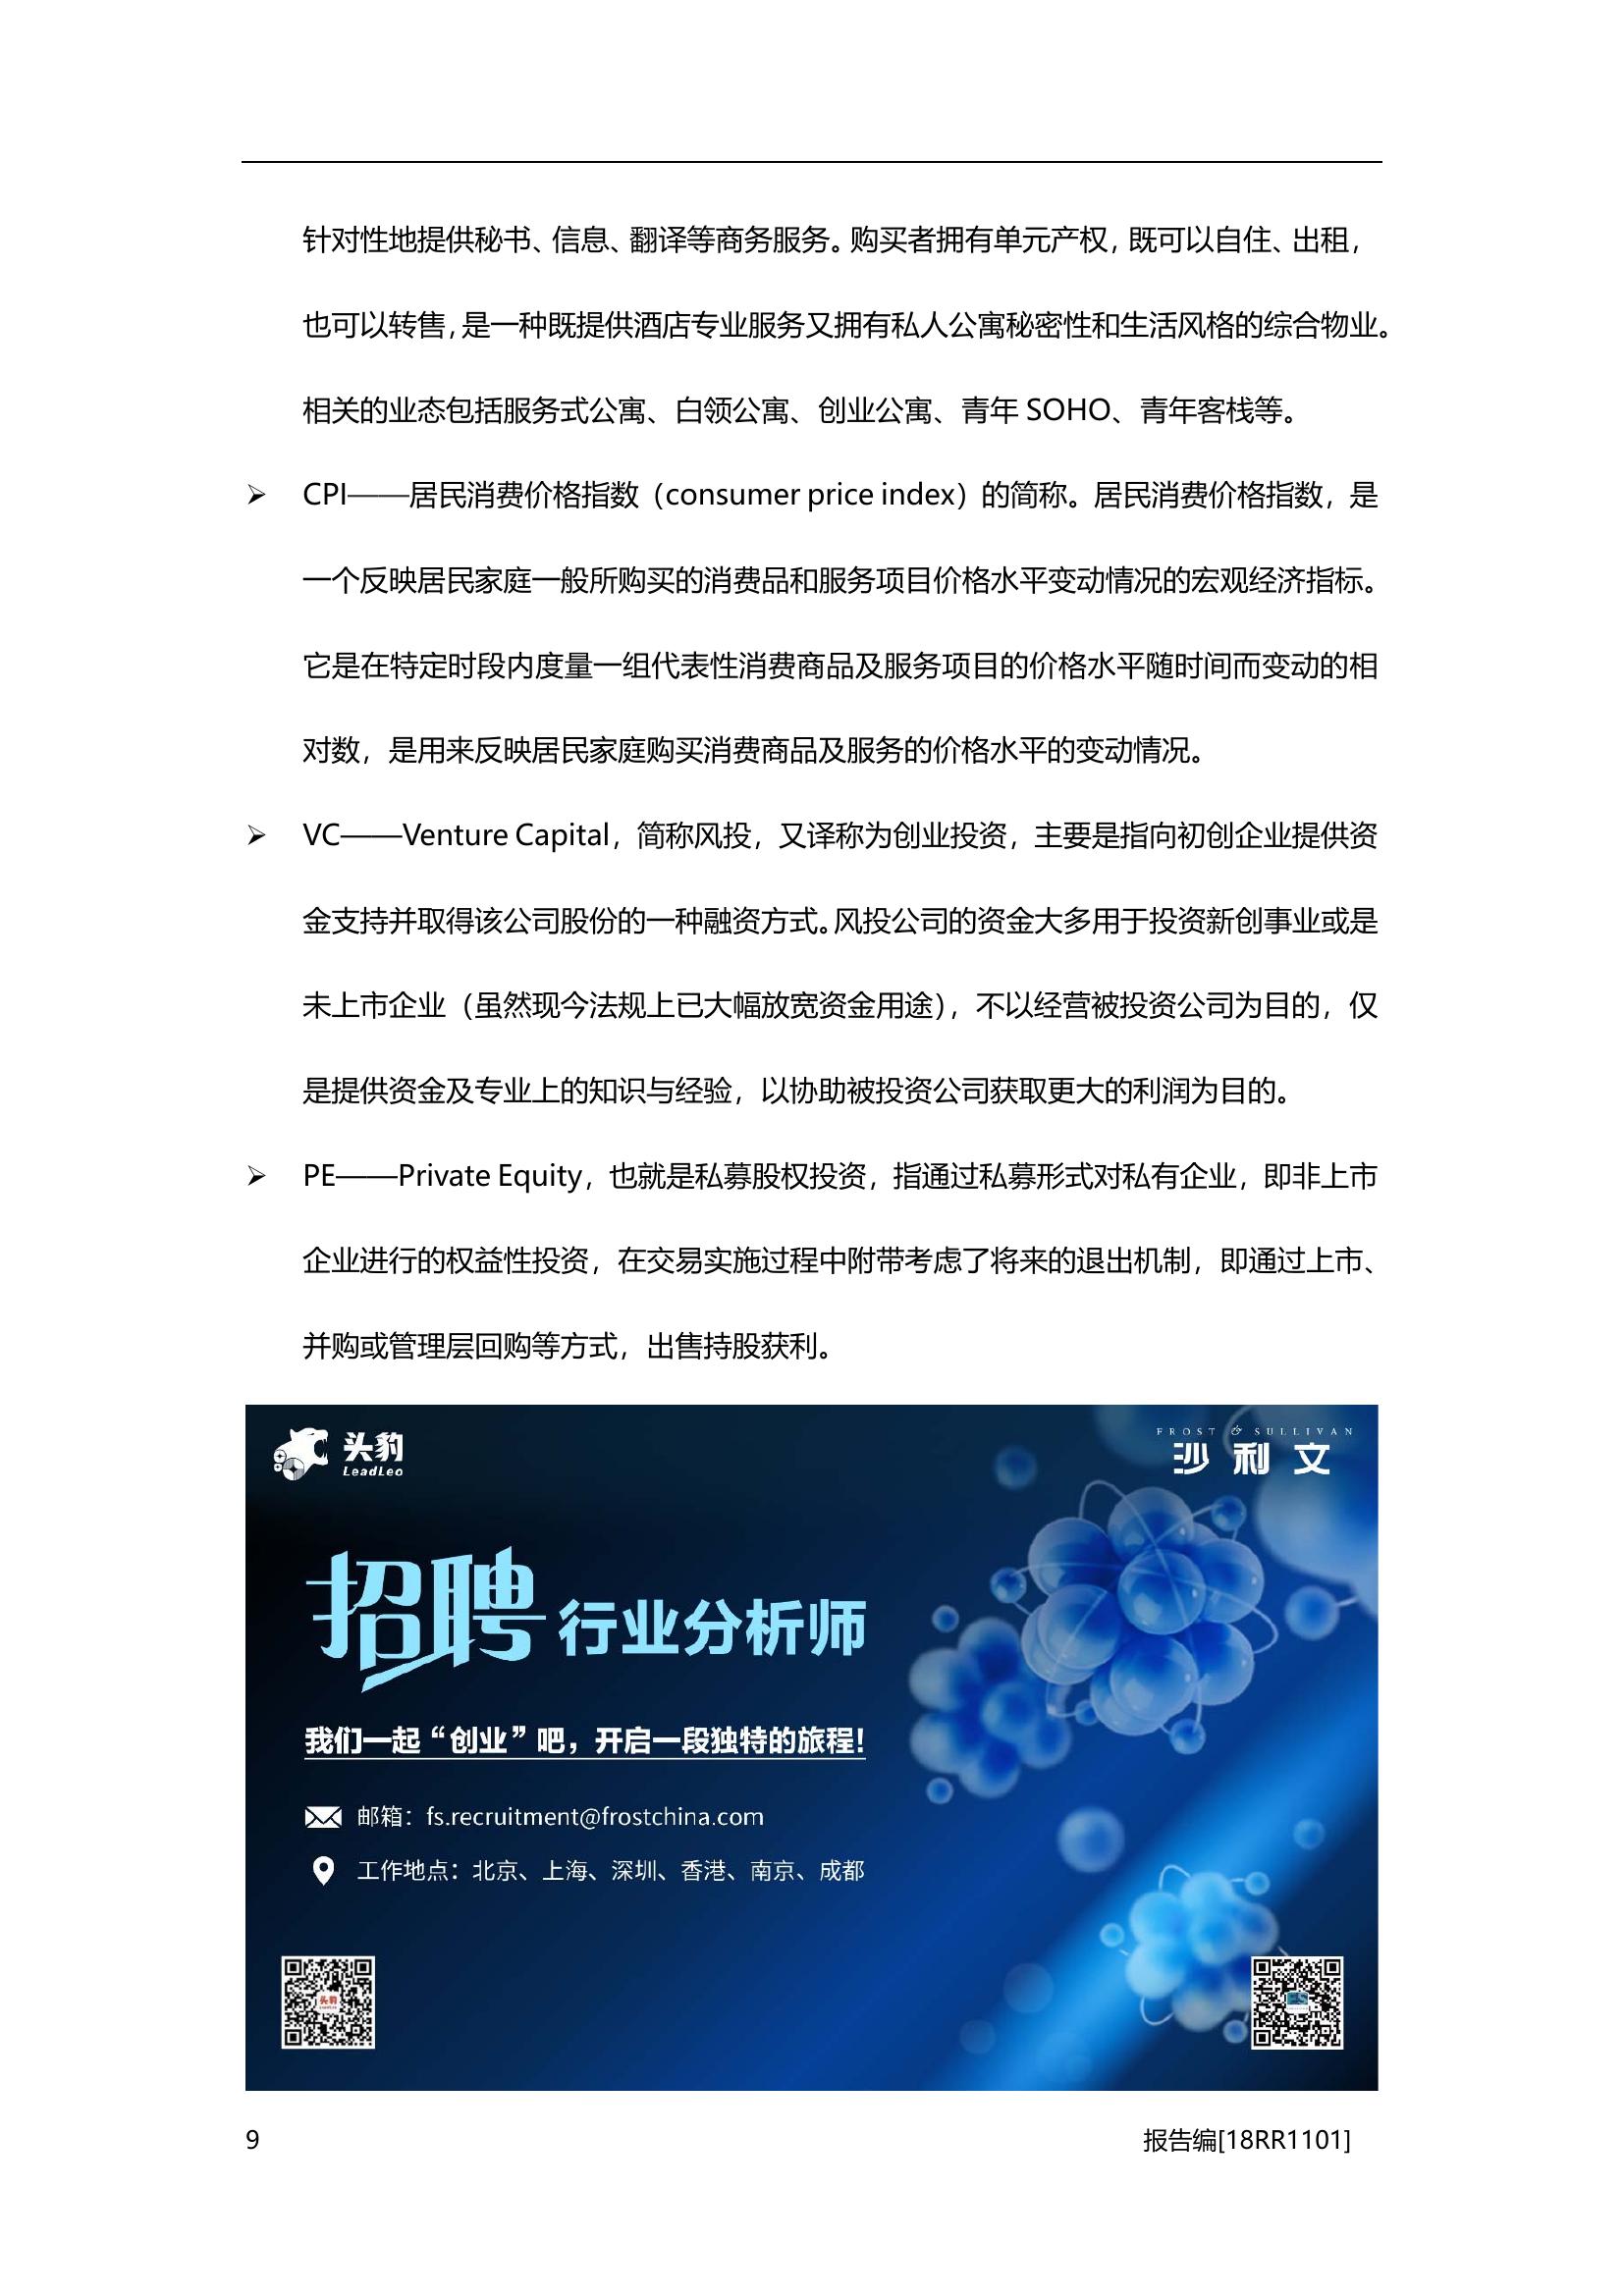 针对性地提供秘书、信息、翻译等商务服务。购买者拥有单元产权，既可以自住、出租，
也可以转售，是一种既提供酒店专业服务又拥有私人公寓秘密性和生活风格的综合物业。
相关的业态包括服务式公寓、白领公寓、创业公寓、青年 SOHO、青年客栈等。
➢ CPI——居民消费价格指数（consumer price index）的简称。居民消费价格指数，是
一个反映居民家庭一般所购买的消费品和服务项目价格水平变动情况的宏观经济指标。
它是在特定时段内度量一组代表性消费商品及服务项目的价格水平随时间而变动的相
对数，是用来反映居民家庭购买消费商品及服务的价格水平的变动情况。
➢ VC——Venture Capital，简称风投，又译称为创业投资，主要是指向初创企业提供资
金支持并取得该公司股份的一种融资方式。风投公司的资金大多用于投资新创事业或是
未上市企业（虽然现今法规上已大幅放宽资金用途），不以经营被投资公司为目的，仅
是提供资金及专业上的知识与经验，以协助被投资公司获取更大的利润为目的。
➢ PE——Private Equity，也就是私募股权投资，指通过私募形式对私有企业，即非上市
企业进行的权益性投资，在交易实施过程中附带考虑了将来的退出机制，即通过上市、
并购或管理层回购等方式，出售持股获利。
头豹
LeadLeo
FROST & SULLIVAN
沙利文
招聘 行业分析师
我们一起“创业”吧，开启一段独特的旅程！
邮箱：fs.recruitment@frostchina.com
工作地点：北京、上海、深圳、香港、南京、成都
头豹
9
报告编[18RR1101]